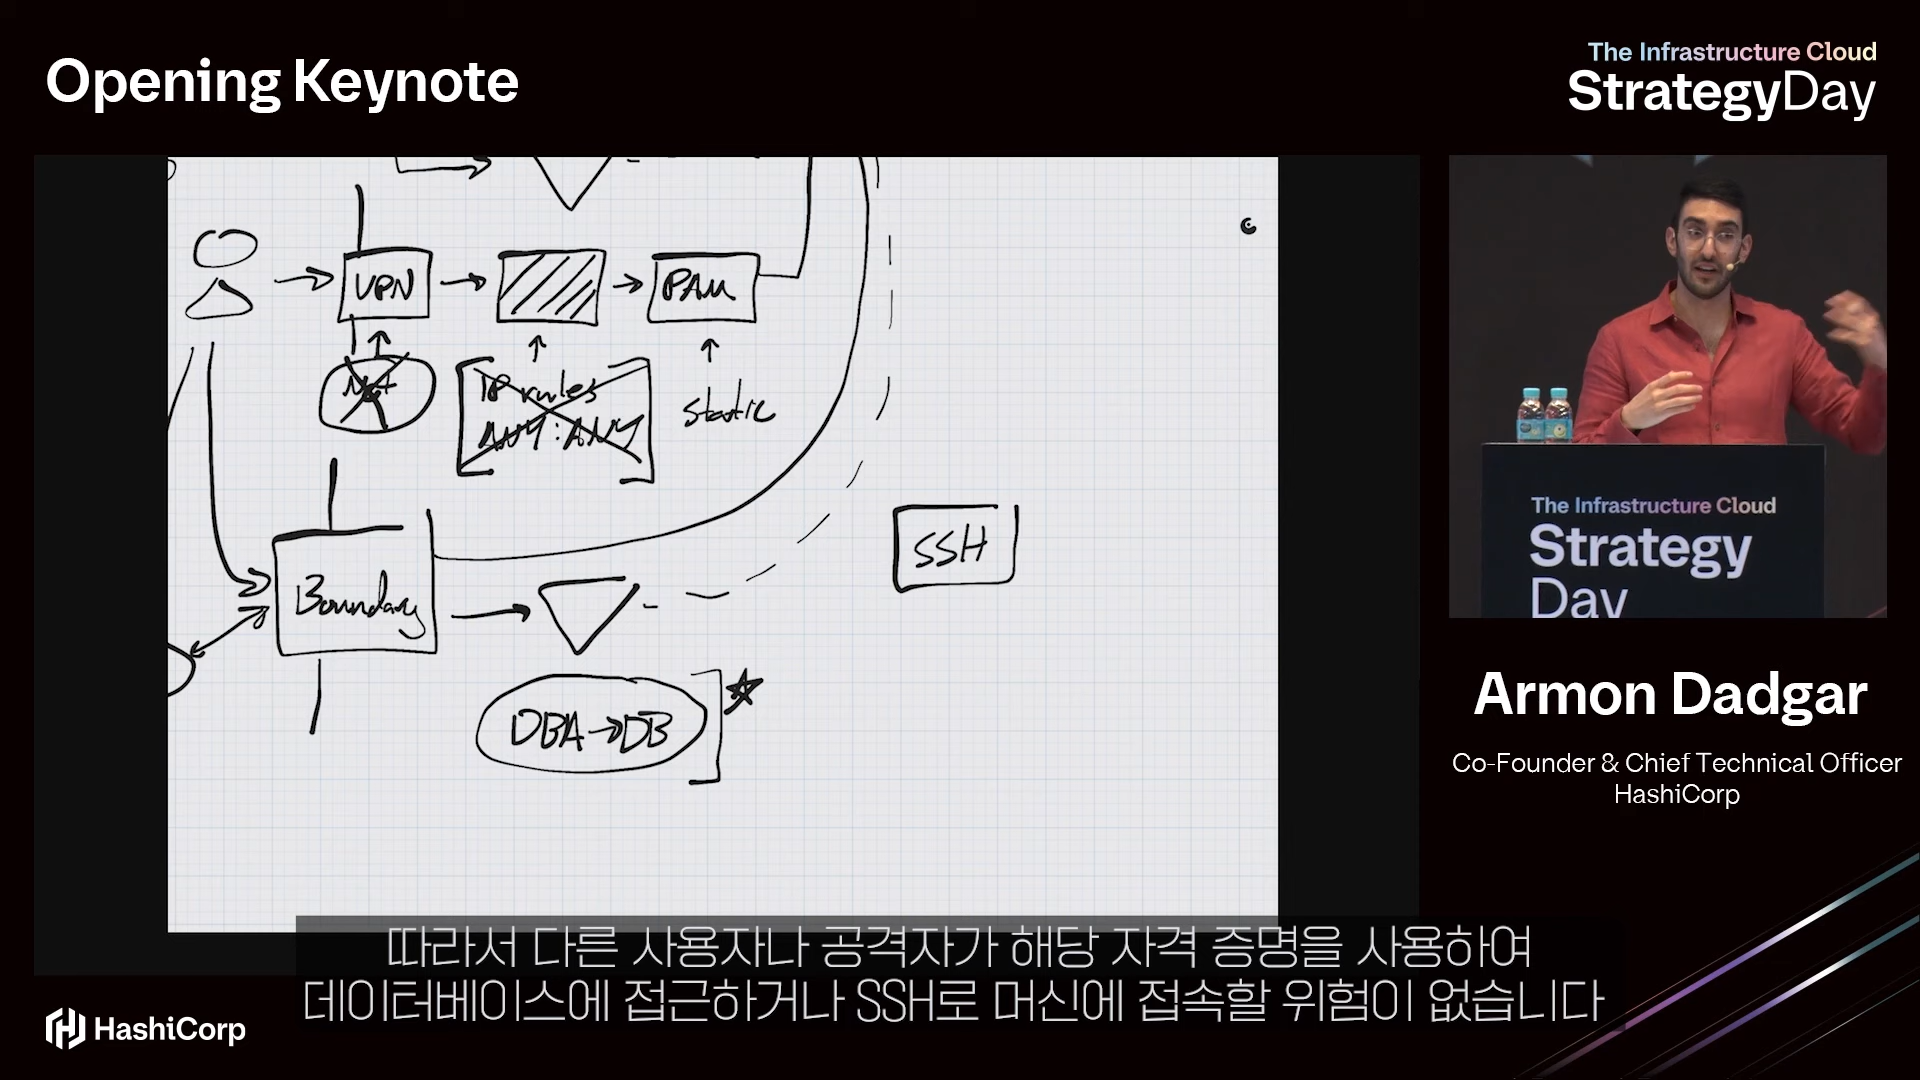 Opening Keynote
The Infrastructure Cloud
StrategyDay
VPN
PAM
Net
IP rules
ANY:ANY
static
SSH
Boundary
DBA→DB
The Infrastructure Cloud
Strategy
Day
Armon Dadgar
Co-Founder & Chief Technical Officer
HashiCorp
따라서 다른 사용자나 공격자가 해당 자격 증명을 사용하여
데이터베이스에 접근하거나 SSH로 머신에 접속할 위험이 없습니다
HashiCorp